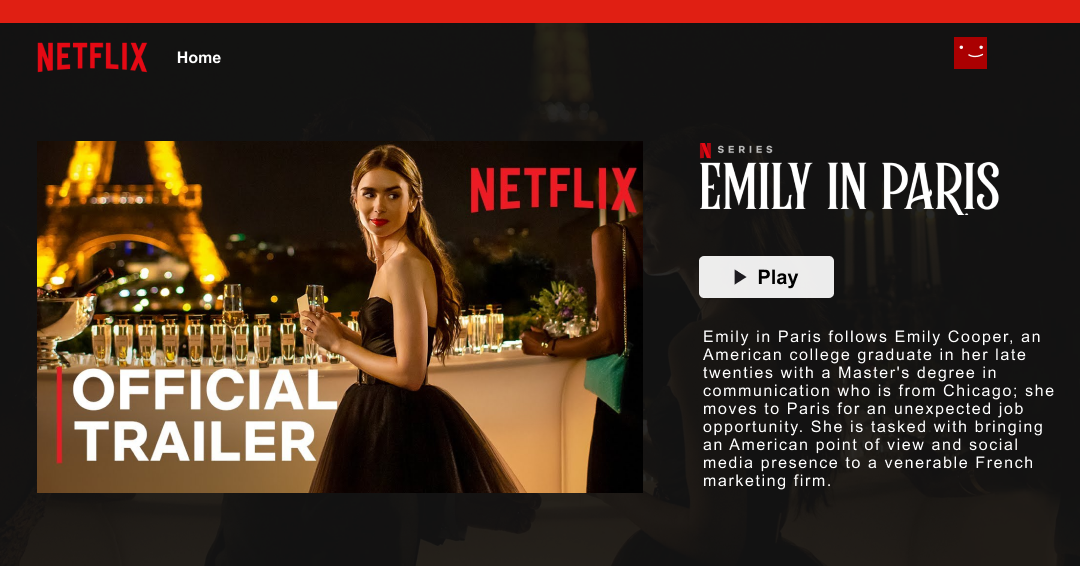 NETFLIX
Home
NETFLIX
OFFICIAL
TRAILER
N SERIES
EMILY IN PARIS
Play
Emily in Paris follows Emily Cooper, an
American college graduate in her late
twenties with a Master's degree in
communication who is from Chicago; she
moves to Paris for an unexpected job
opportunity. She is tasked with bringing
an American point of view and social
media presence to a venerable French
marketing firm.